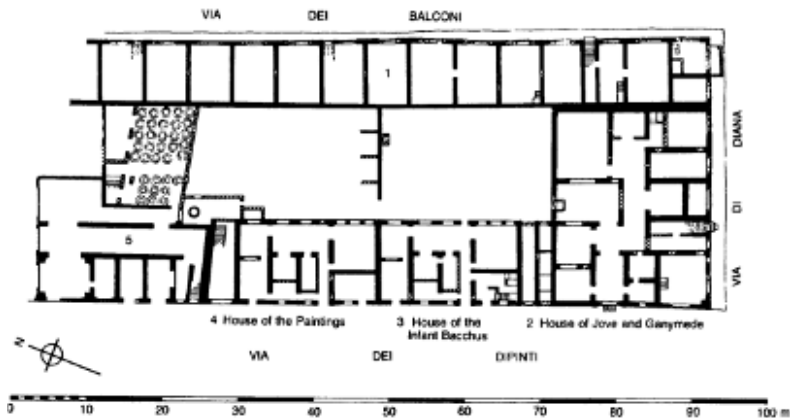 VIA DEI BALCONI
1
VIA DI DIANA
5
4 House of the Paintings
3 House of the Infant Bacchus
2 House of Jove and Ganymede
N
VIA DEI DIPINTI
0 10 20 30 40 50 60 70 80 90 100 m